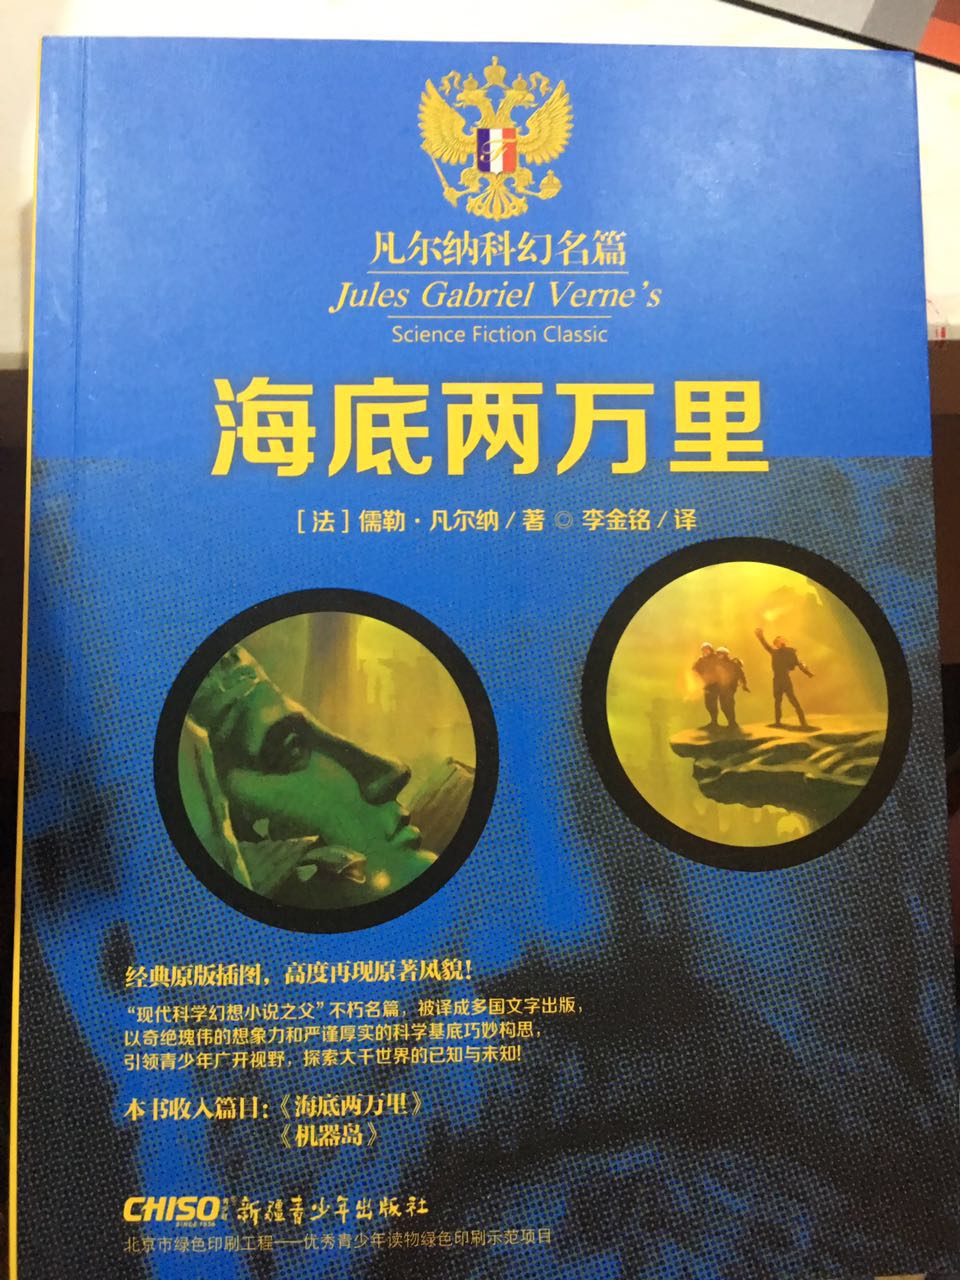 凡尔纳科幻名篇
Jules Gabriel Verne's
Science Fiction Classic
海底两万里
[法]儒勒·凡尔纳/著◎李金铭/译
经典原版插图，高度再现原著风貌！
“现代科学幻想小说之父”不朽名篇，被译成多国文字出版，
以奇绝瑰伟的想象力和严谨厚实的科学基底巧妙构思，
引领青少年广开视野，探索大千世界的已知与未知！
本书收入篇目：《海底两万里》
《机器岛》
CHISO 新疆青少年出版社
SINCE 1956
北京市绿色印刷工程——优秀青少年读物绿色印刷示范项目